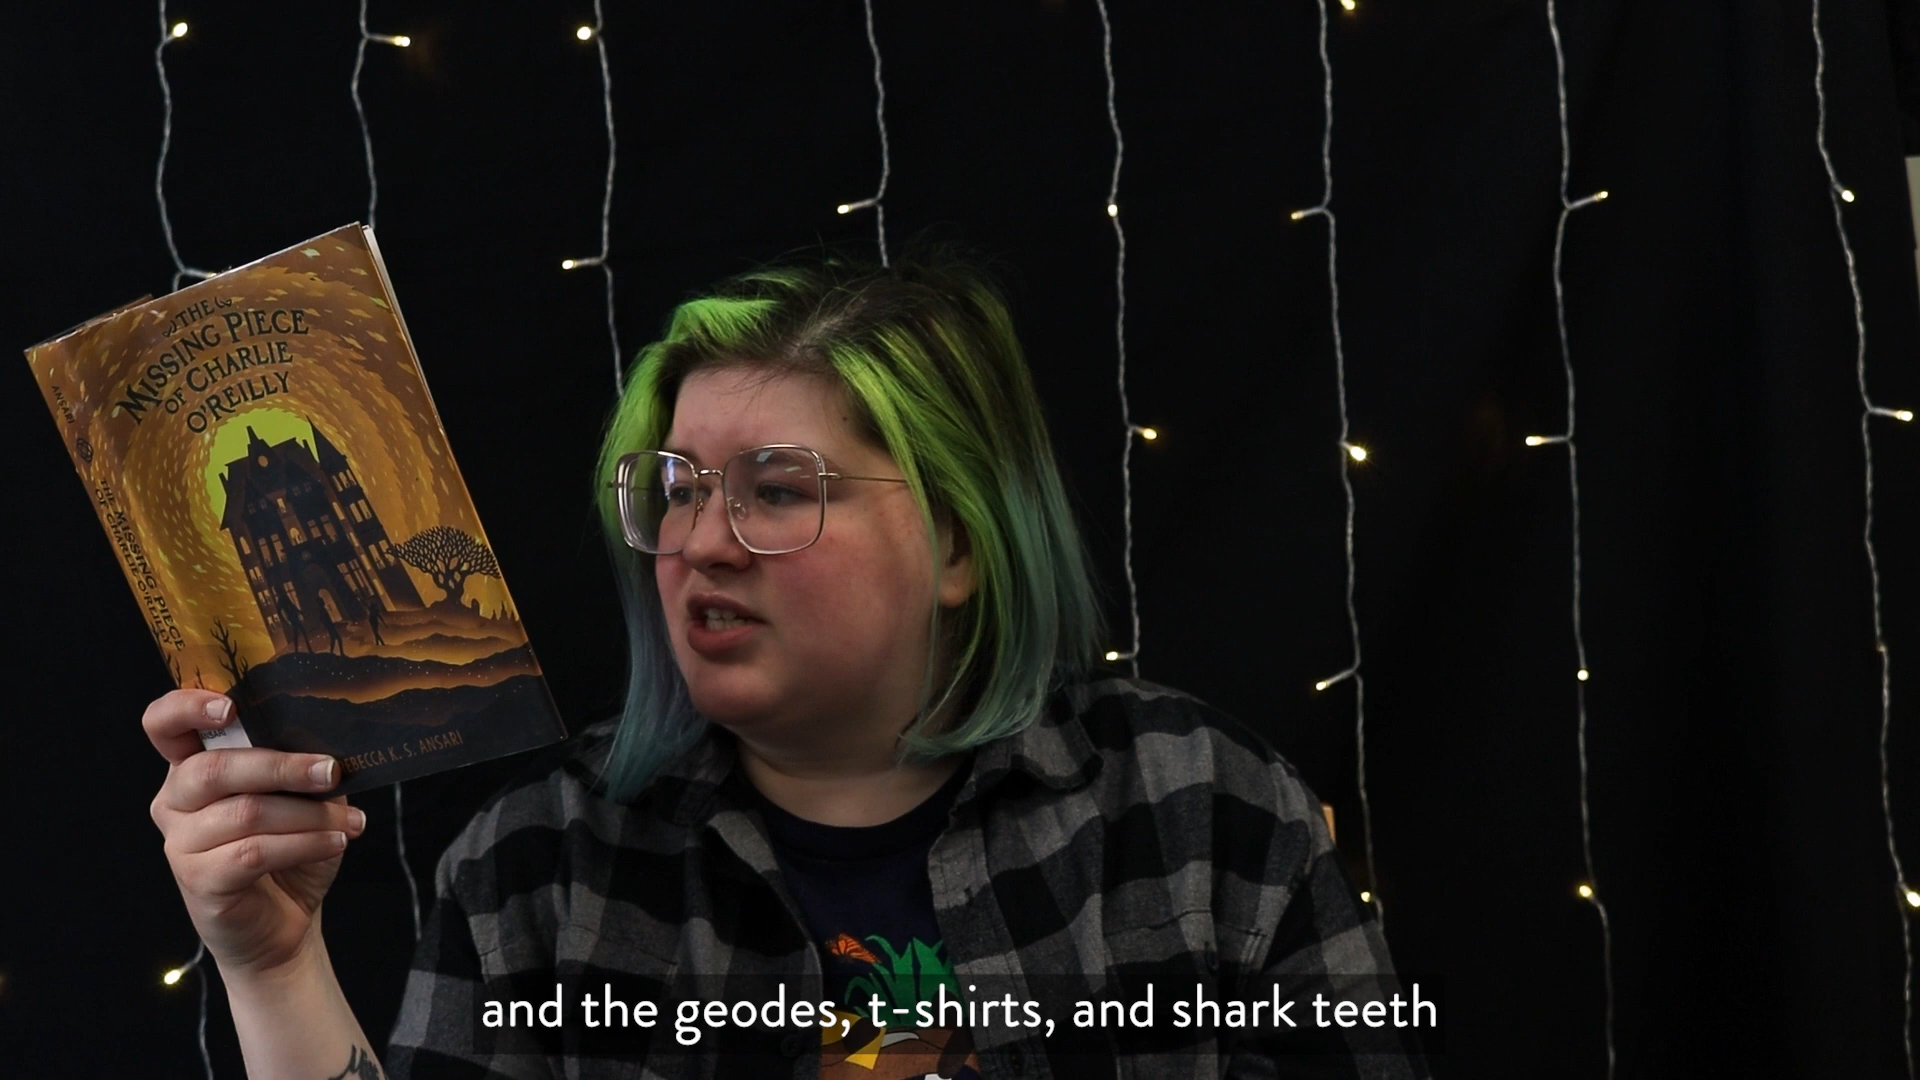 THE
MISSING PIECE
OF CHARLIE
O'REILLY
ANSARI
THE MISSING PIECE
OF CHARLIE O'REILLY
REBECCA K. S. ANSARI
ANSARI
and the geodes, t-shirts, and shark teeth